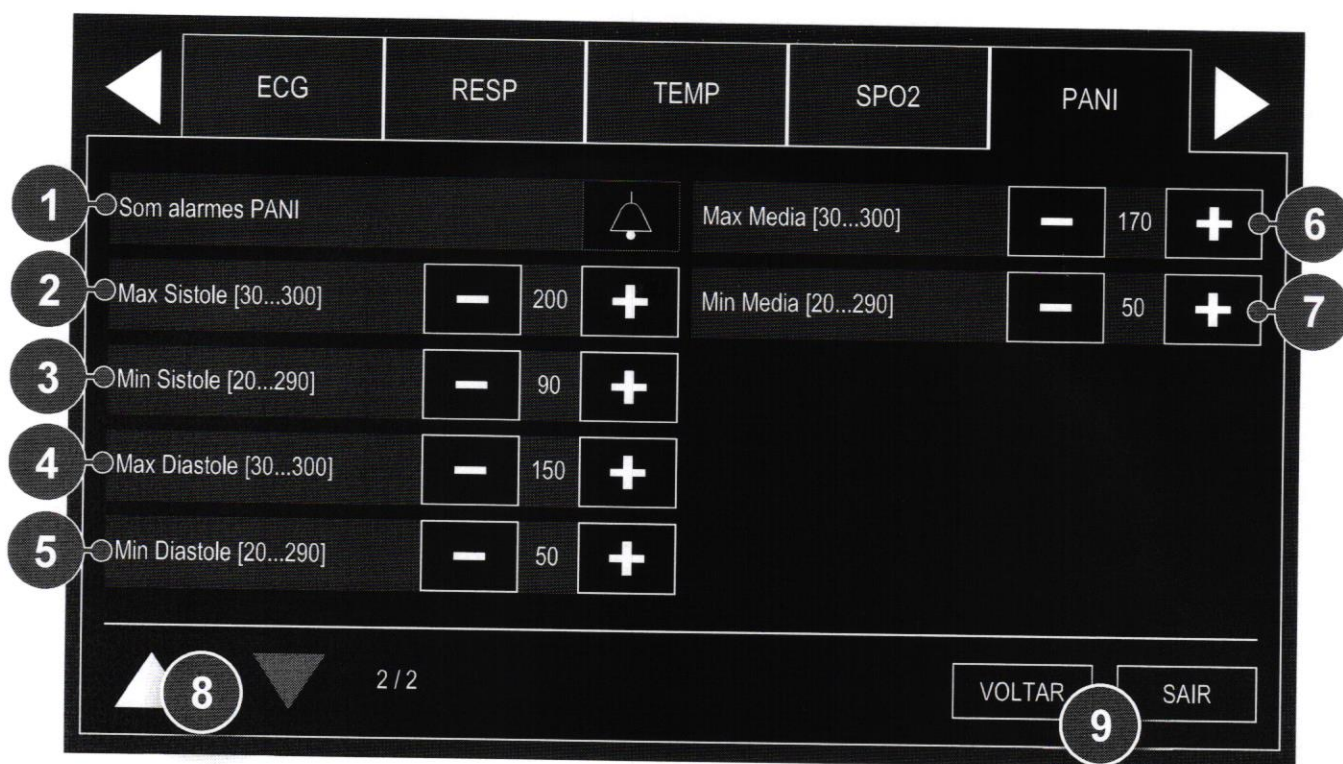 ECG RESP TEMP SPO2 PANI
1 Som alarmes PANI
2 Max Sistole [30...300] − 200 +
3 Min Sistole [20...290] − 90 +
4 Max Diastole [30...300] − 150 +
5 Min Diastole [20...290] − 50 +
Max Media [30...300] − 170 + 6
Min Media [20...290] − 50 + 7
8 2 / 2 VOLTAR 9 SAIR